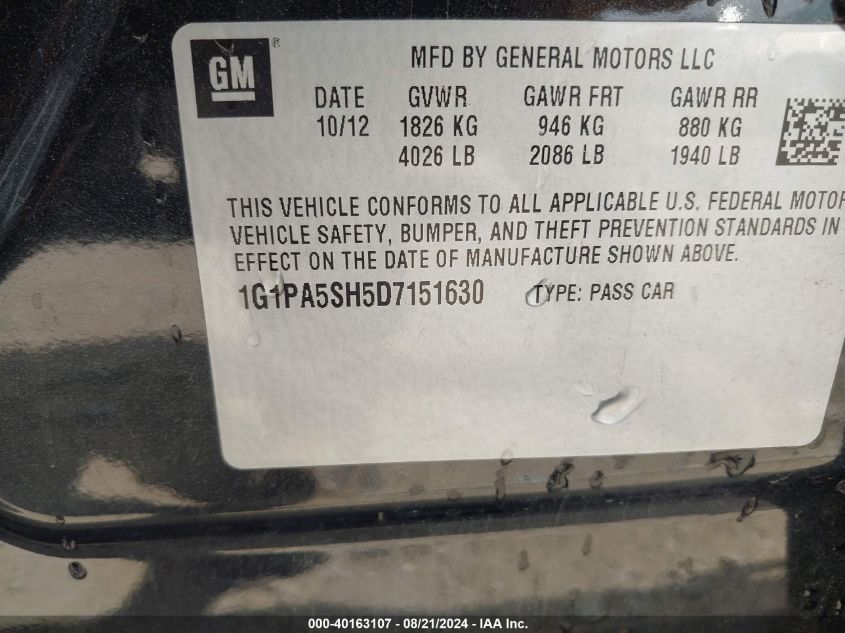 GM
MFD BY GENERAL MOTORS LLC
DATE GVWR GAWR FRT GAWR RR
10/12 1826 KG 946 KG 880 KG
4026 LB 2086 LB 1940 LB
THIS VEHICLE CONFORMS TO ALL APPLICABLE U.S. FEDERAL MOTOR
VEHICLE SAFETY, BUMPER, AND THEFT PREVENTION STANDARDS IN
EFFECT ON THE DATE OF MANUFACTURE SHOWN ABOVE.
1G1PA5SH5D7151630 TYPE: PASS CAR
000-40163107 - 08/21/2024 - IAA Inc.